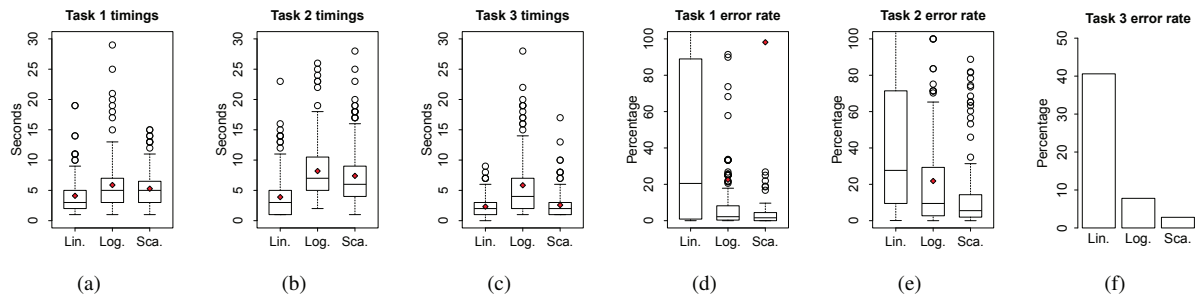 Task 1 timings
Seconds
0 5 10 15 20 25 30
Lin. Log. Sca.
(a)
Task 2 timings
Seconds
0 5 10 15 20 25 30
Lin. Log. Sca.
(b)
Task 3 timings
Seconds
0 5 10 15 20 25 30
Lin. Log. Sca.
(c)
Task 1 error rate
Percentage
0 20 40 60 80 100
Lin. Log. Sca.
(d)
Task 2 error rate
Percentage
0 20 40 60 80 100
Lin. Log. Sca.
(e)
Task 3 error rate
Percentage
0 10 20 30 40 50
Lin. Log. Sca.
(f)